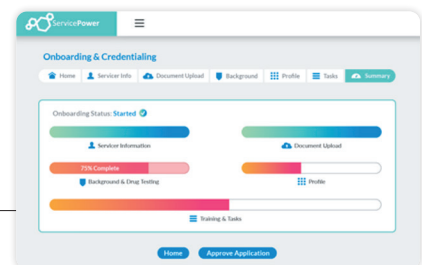 ServicePower
Onboarding & Credentialing
Home Servicer Info Document Upload Background Profile Tasks Summary
Onboarding Status: Started
Servicer Information Document Upload
75% Complete
Background & Drug Testing Profile
Training & Tasks
Home Approve Application